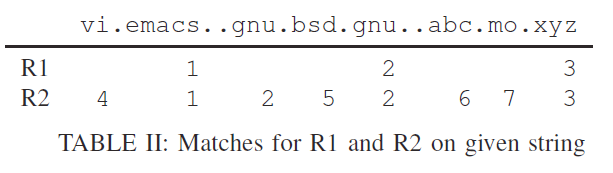 vi.emacs..gnu.bsd.gnu..abc.mo.xyz
R1 1 2 3
R2 4 1 2 5 2 6 7 3
TABLE II: Matches for R1 and R2 on given string